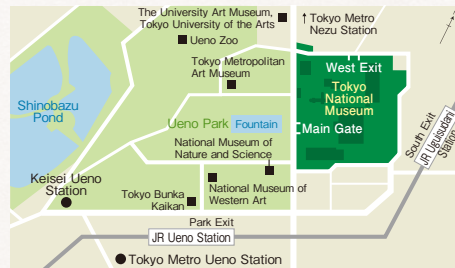 The University Art Museum,
Tokyo University of the Arts
↑ Tokyo Metro
Nezu Station
Ueno Zoo
Tokyo Metropolitan
Art Museum
West Exit
Tokyo
National
Museum
Shinobazu
Pond
Ueno Park
Fountain
Main Gate
South Exit
JR Uguisudani
Station
National Museum of
Nature and Science
Keisei Ueno
Station
Tokyo Bunka
Kaikan
National Museum of
Western Art
Park Exit
JR Ueno Station
Tokyo Metro Ueno Station